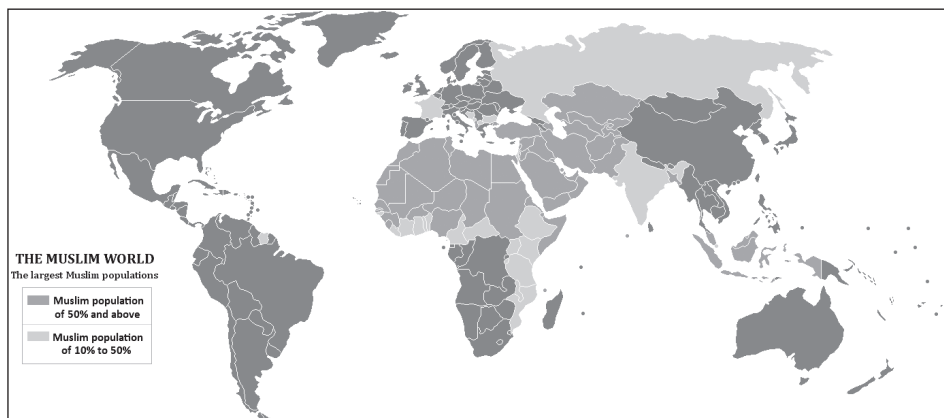 THE MUSLIM WORLD
The largest Muslim populations
Muslim population
of 50% and above
Muslim population
of 10% to 50%